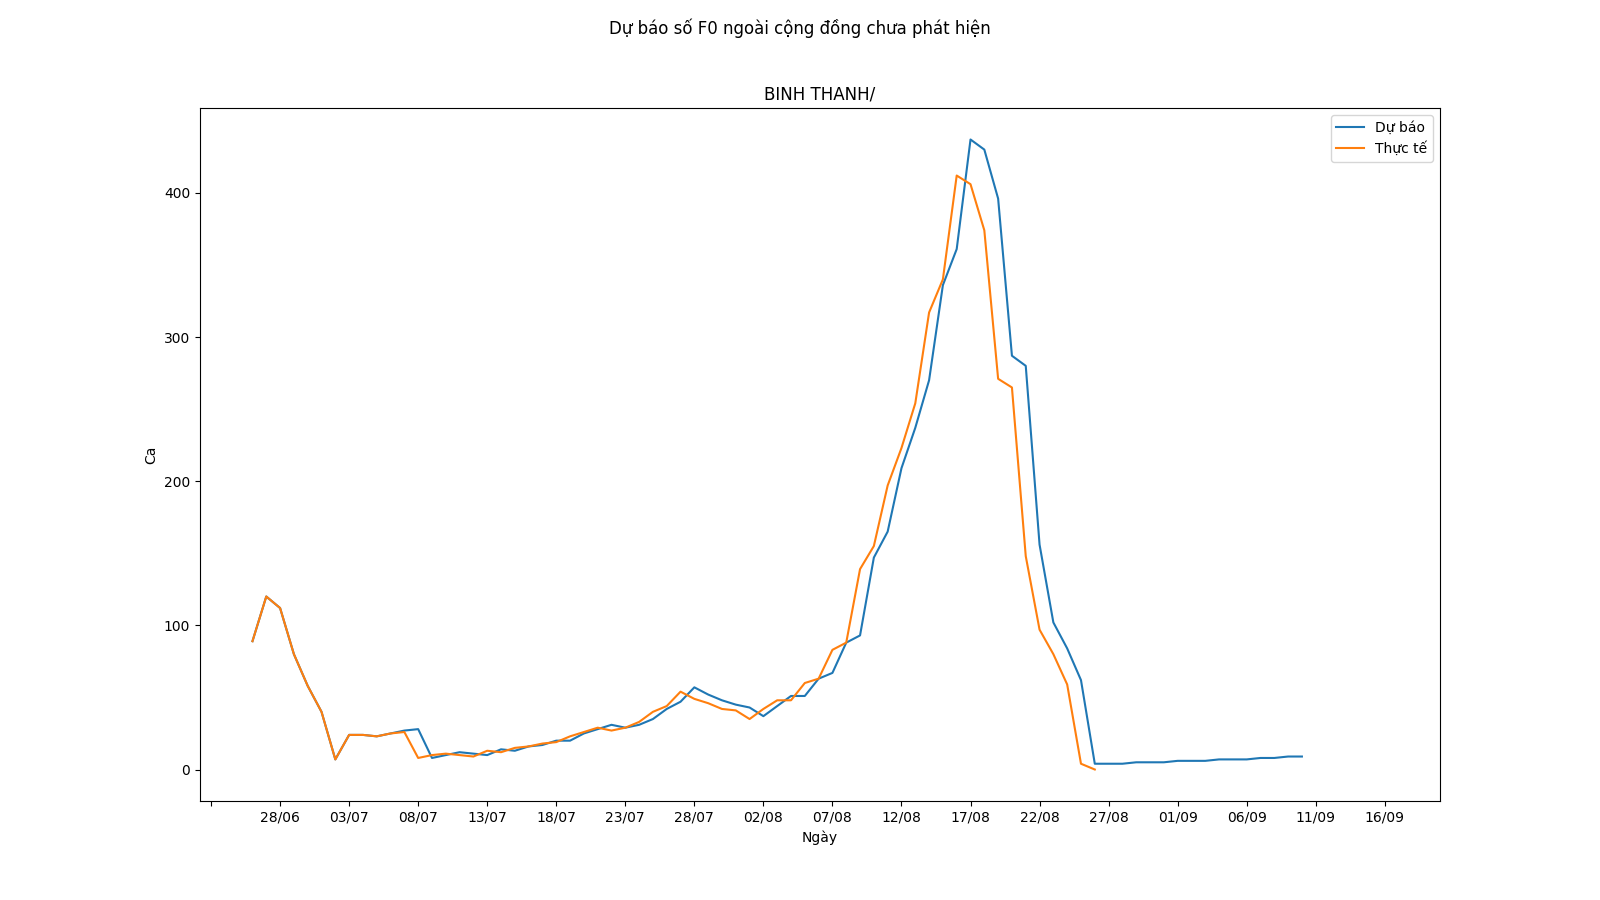 Dự báo số F0 ngoài cộng đồng chưa phát hiện
BINH THANH/
Dự báo
Thực tế
400
300
200
100
0
Ca
28/06 03/07 08/07 13/07 18/07 23/07 28/07 02/08 07/08 12/08 17/08 22/08 27/08 01/09 06/09 11/09 16/09
Ngày